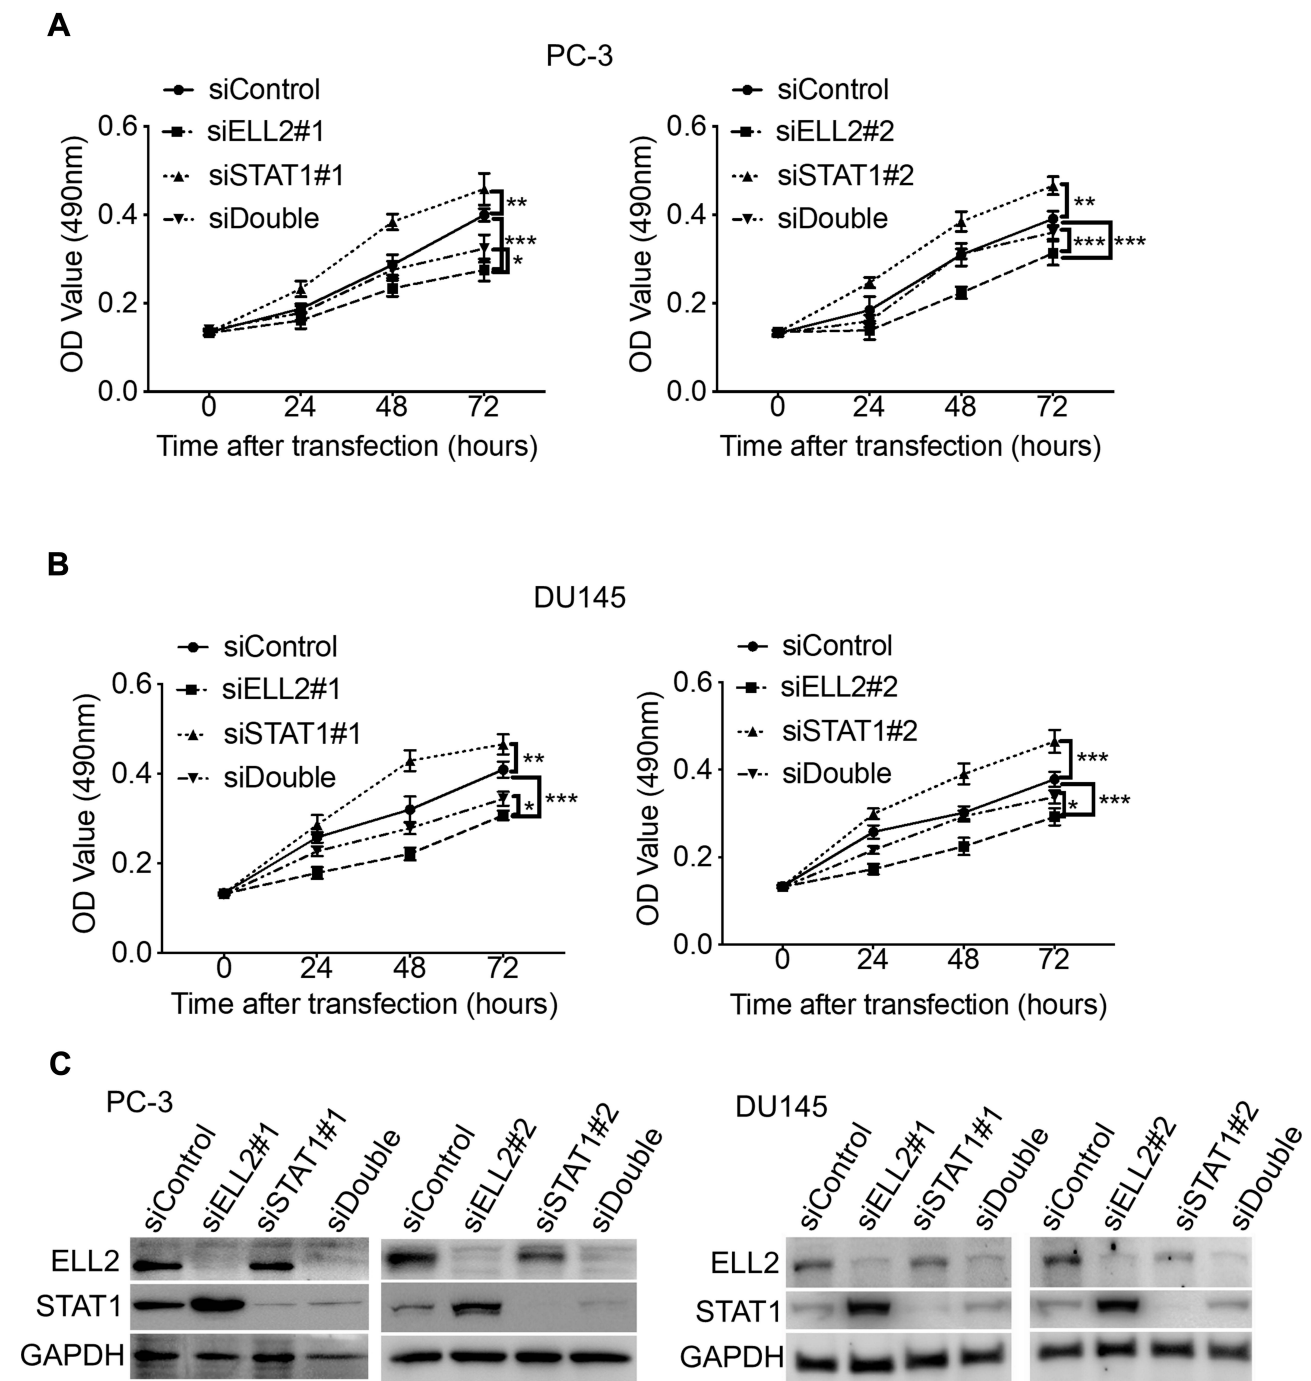 A
PC-3
siControl
siELL2#1
siSTAT1#1
siDouble
OD Value (490nm)
0.6
0.4
0.2
0.0
**
***
*
0 24 48 72
Time after transfection (hours)
siControl
siELL2#2
siSTAT1#2
siDouble
OD Value (490nm)
0.6
0.4
0.2
0.0
**
*** ***
0 24 48 72
Time after transfection (hours)
B
DU145
siControl
siELL2#1
siSTAT1#1
siDouble
OD Value (490nm)
0.6
0.4
0.2
0.0
**
* ***
0 24 48 72
Time after transfection (hours)
siControl
siELL2#2
siSTAT1#2
siDouble
OD Value (490nm)
0.6
0.4
0.2
0.0
***
* ***
0 24 48 72
Time after transfection (hours)
C
PC-3
siControl
siELL2#1
siSTAT1#1
siDouble
siControl
siELL2#2
siSTAT1#2
siDouble
ELL2
STAT1
GAPDH
DU145
siControl
siELL2#1
siSTAT1#1
siDouble
siControl
siELL2#2
siSTAT1#2
siDouble
ELL2
STAT1
GAPDH